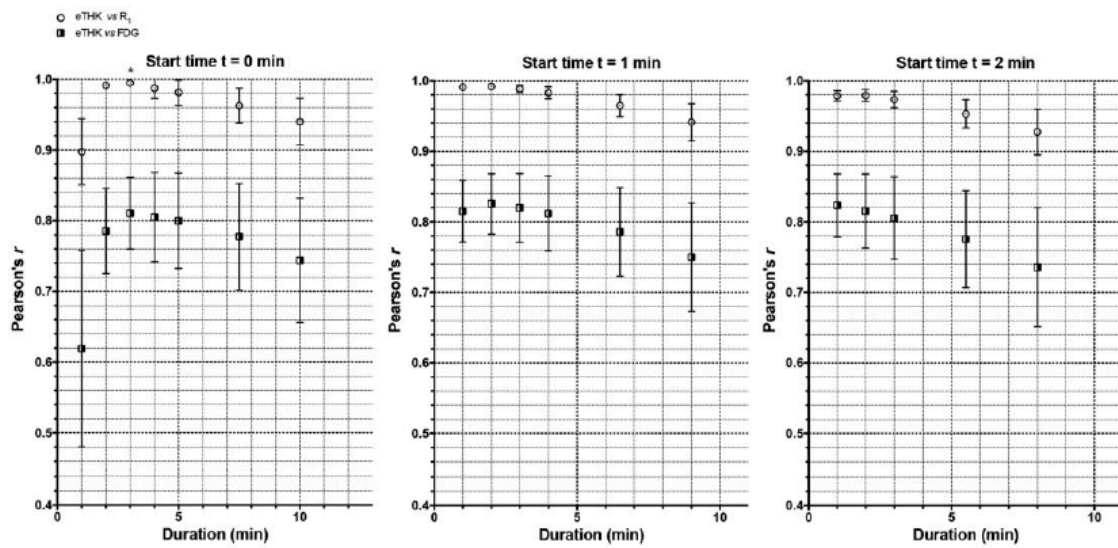 eTHK vs R1
eTHK vs FDG
Start time t = 0 min
Start time t = 1 min
Start time t = 2 min
*
Pearson's r
1.0
0.9
0.8
0.7
0.6
0.5
0.4
0
5
10
Duration (min)
Pearson's r
1.0
0.9
0.8
0.7
0.6
0.5
0.4
0
5
10
Duration (min)
Pearson's r
1.0
0.9
0.8
0.7
0.6
0.5
0.4
0
5
10
Duration (min)